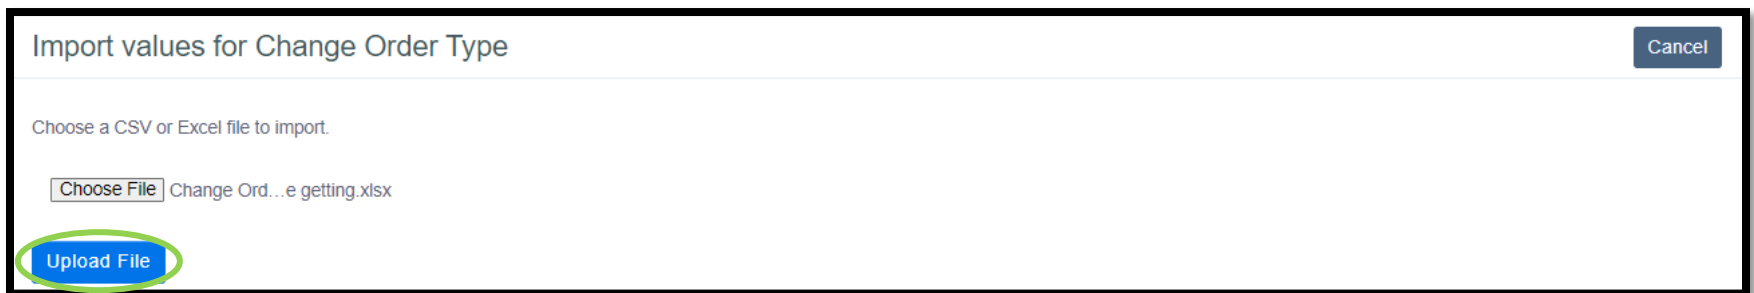 Import values for Change Order Type
Cancel
Choose a CSV or Excel file to import.
Choose File Change Ord...e getting.xlsx
Upload File